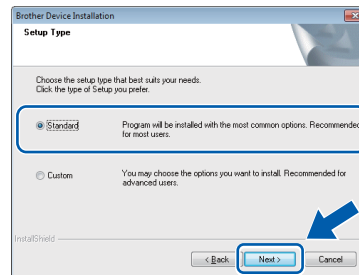 Brother Device Installation
Setup Type
Choose the setup type that best suits your needs.
Click the type of Setup you prefer.
Standard
Program will be installed with the most common options. Recommended
for most users.
Custom
You may choose the options you want to install. Recommended for
advanced users.
InstallShield
< Back
Next >
Cancel